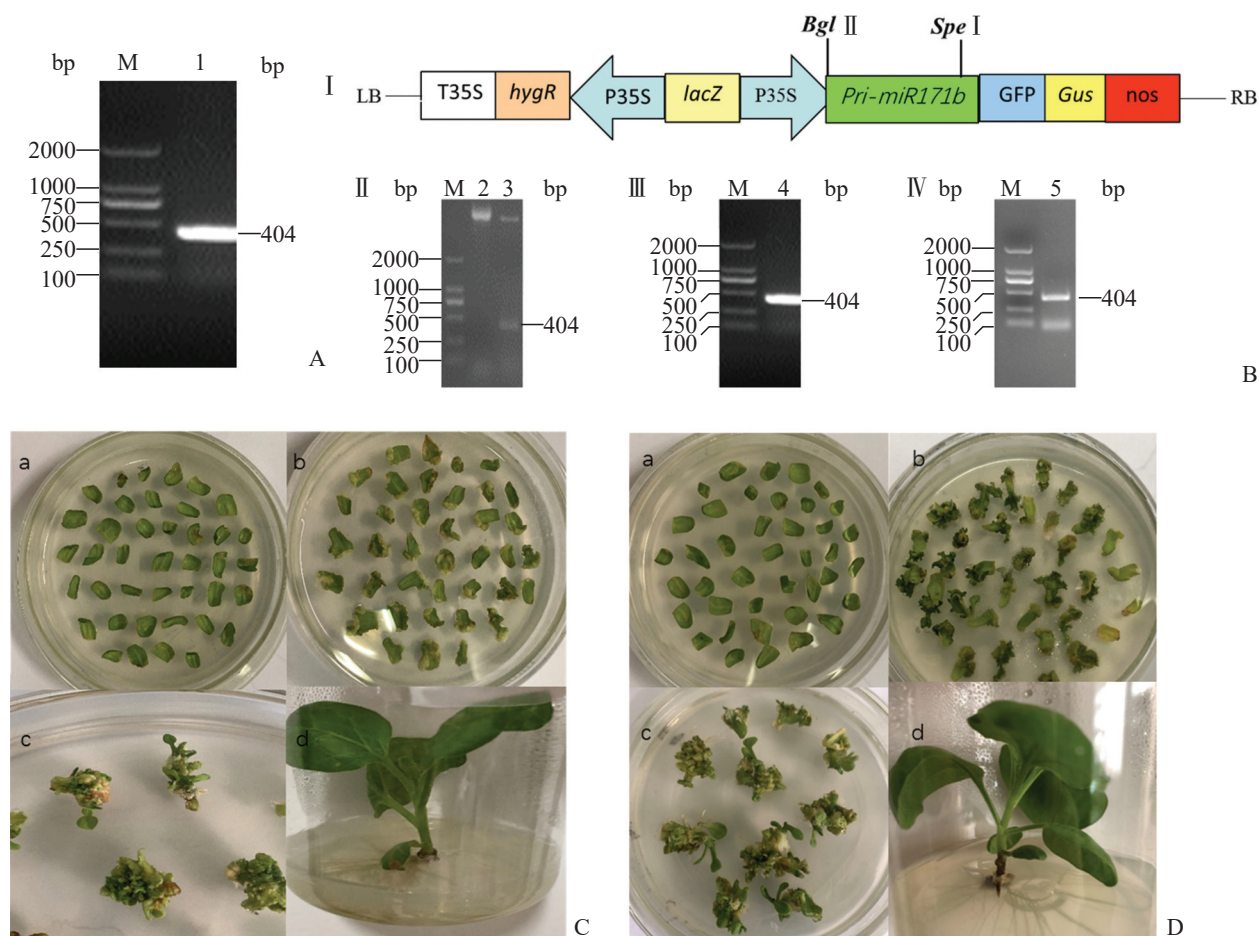 bp M 1 bp
2000
1000
750
500
250
100
404
A
Ⅰ
Bgl Ⅱ Spe Ⅰ
LB T35S hygR P35S lacZ P35S Pri-miR171b GFP Gus nos RB
Ⅱ bp M 2 3 bp
2000
1000
750
500
250
100
404
Ⅲ bp M 4 bp
2000
1000
750
500
250
100
404
Ⅳ bp M 5 bp
2000
1000
750
500
250
100
404
B
a b
c d
C
a b
c d
D